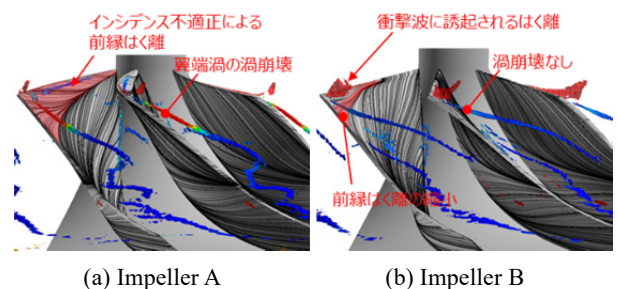 インシデンス不適正による
前縁はく離
翼端渦の渦崩壊
衝撃波に誘起されるはく離
渦崩壊なし
前縁はく離の縮小
(a) Impeller A
(b) Impeller B